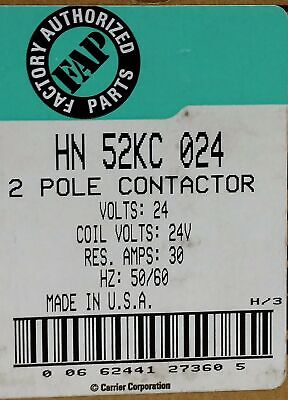 FACTORY AUTHORIZED
FAP
PARTS
HN 52KC 024
2 POLE CONTACTOR
VOLTS: 24
COIL VOLTS: 24V
RES. AMPS: 30
HZ: 50/60
MADE IN U.S.A.
H/3
0 06 62441 27360 5
© Carrier Corporation